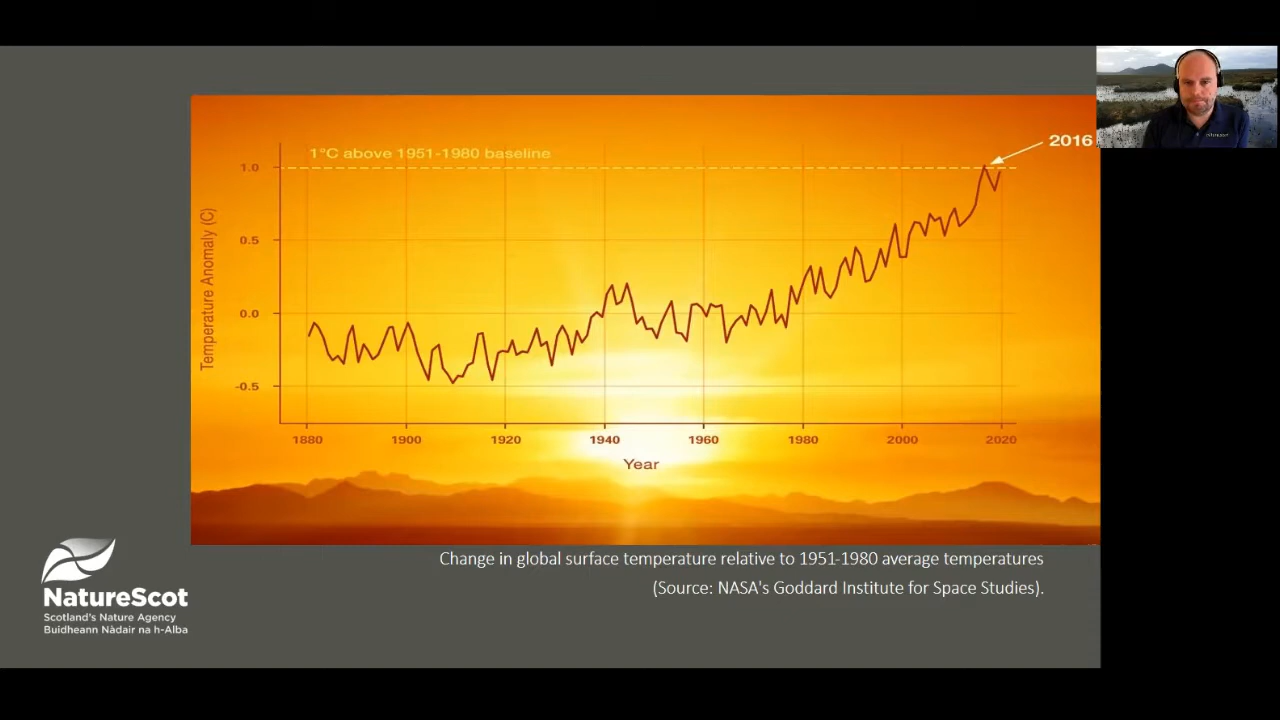 2016
1°C above 1951-1980 baseline
1.0
0.5
0.0
-0.5
Temperature Anomaly (C)
1880 1900 1920 1940 1960 1980 2000 2020
Year
Change in global surface temperature relative to 1951-1980 average temperatures
(Source: NASA's Goddard Institute for Space Studies).
NatureScot
Scotland's Nature Agency
Buidheann Nàdair na h-Alba